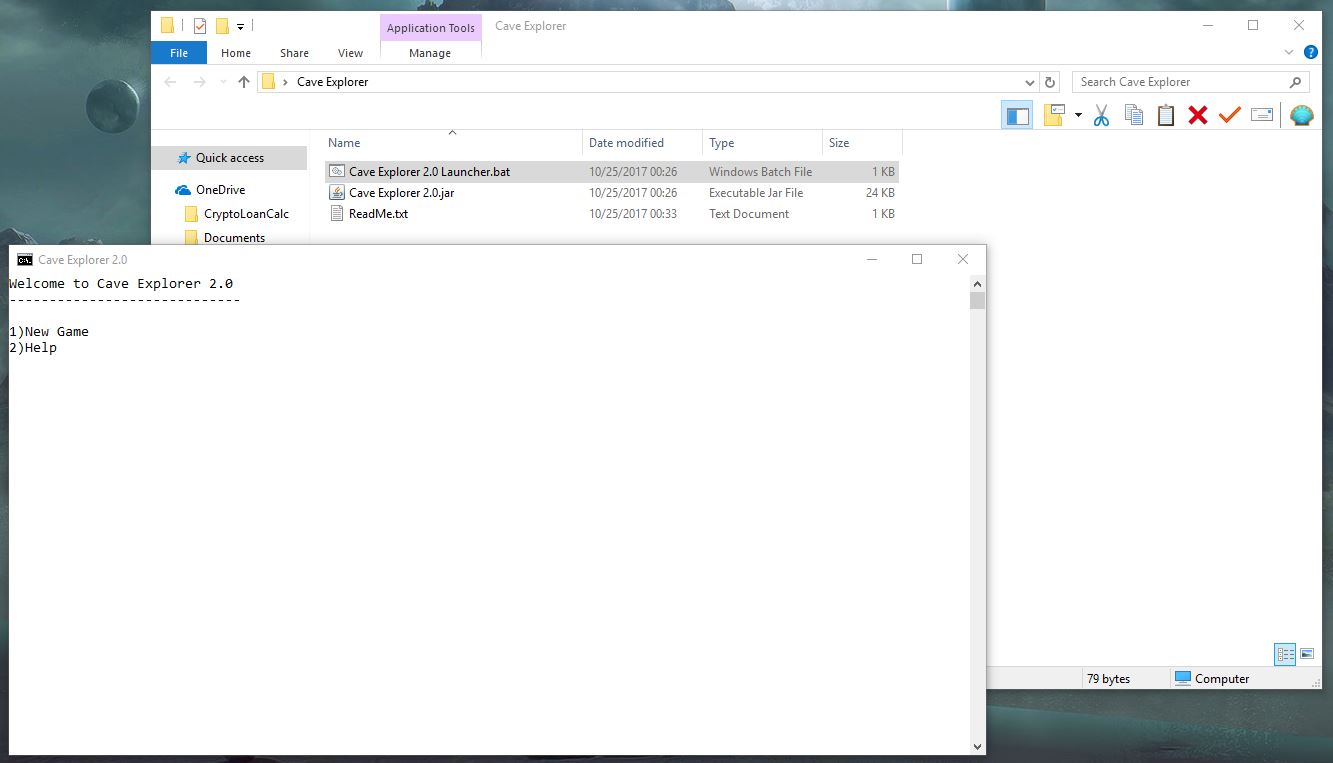 Application Tools
Cave Explorer
File
Home
Share
View
Manage
Cave Explorer
Search Cave Explorer
Name
Date modified
Type
Size
Quick access
OneDrive
CryptoLoanCalc
Documents
Cave Explorer 2.0 Launcher.bat 10/25/2017 00:26 Windows Batch File 1 KB
Cave Explorer 2.0.jar 10/25/2017 00:26 Executable Jar File 24 KB
ReadMe.txt 10/25/2017 00:33 Text Document 1 KB
C:\. Cave Explorer 2.0
Welcome to Cave Explorer 2.0
-----------------------------
1)New Game
2)Help
79 bytes
Computer